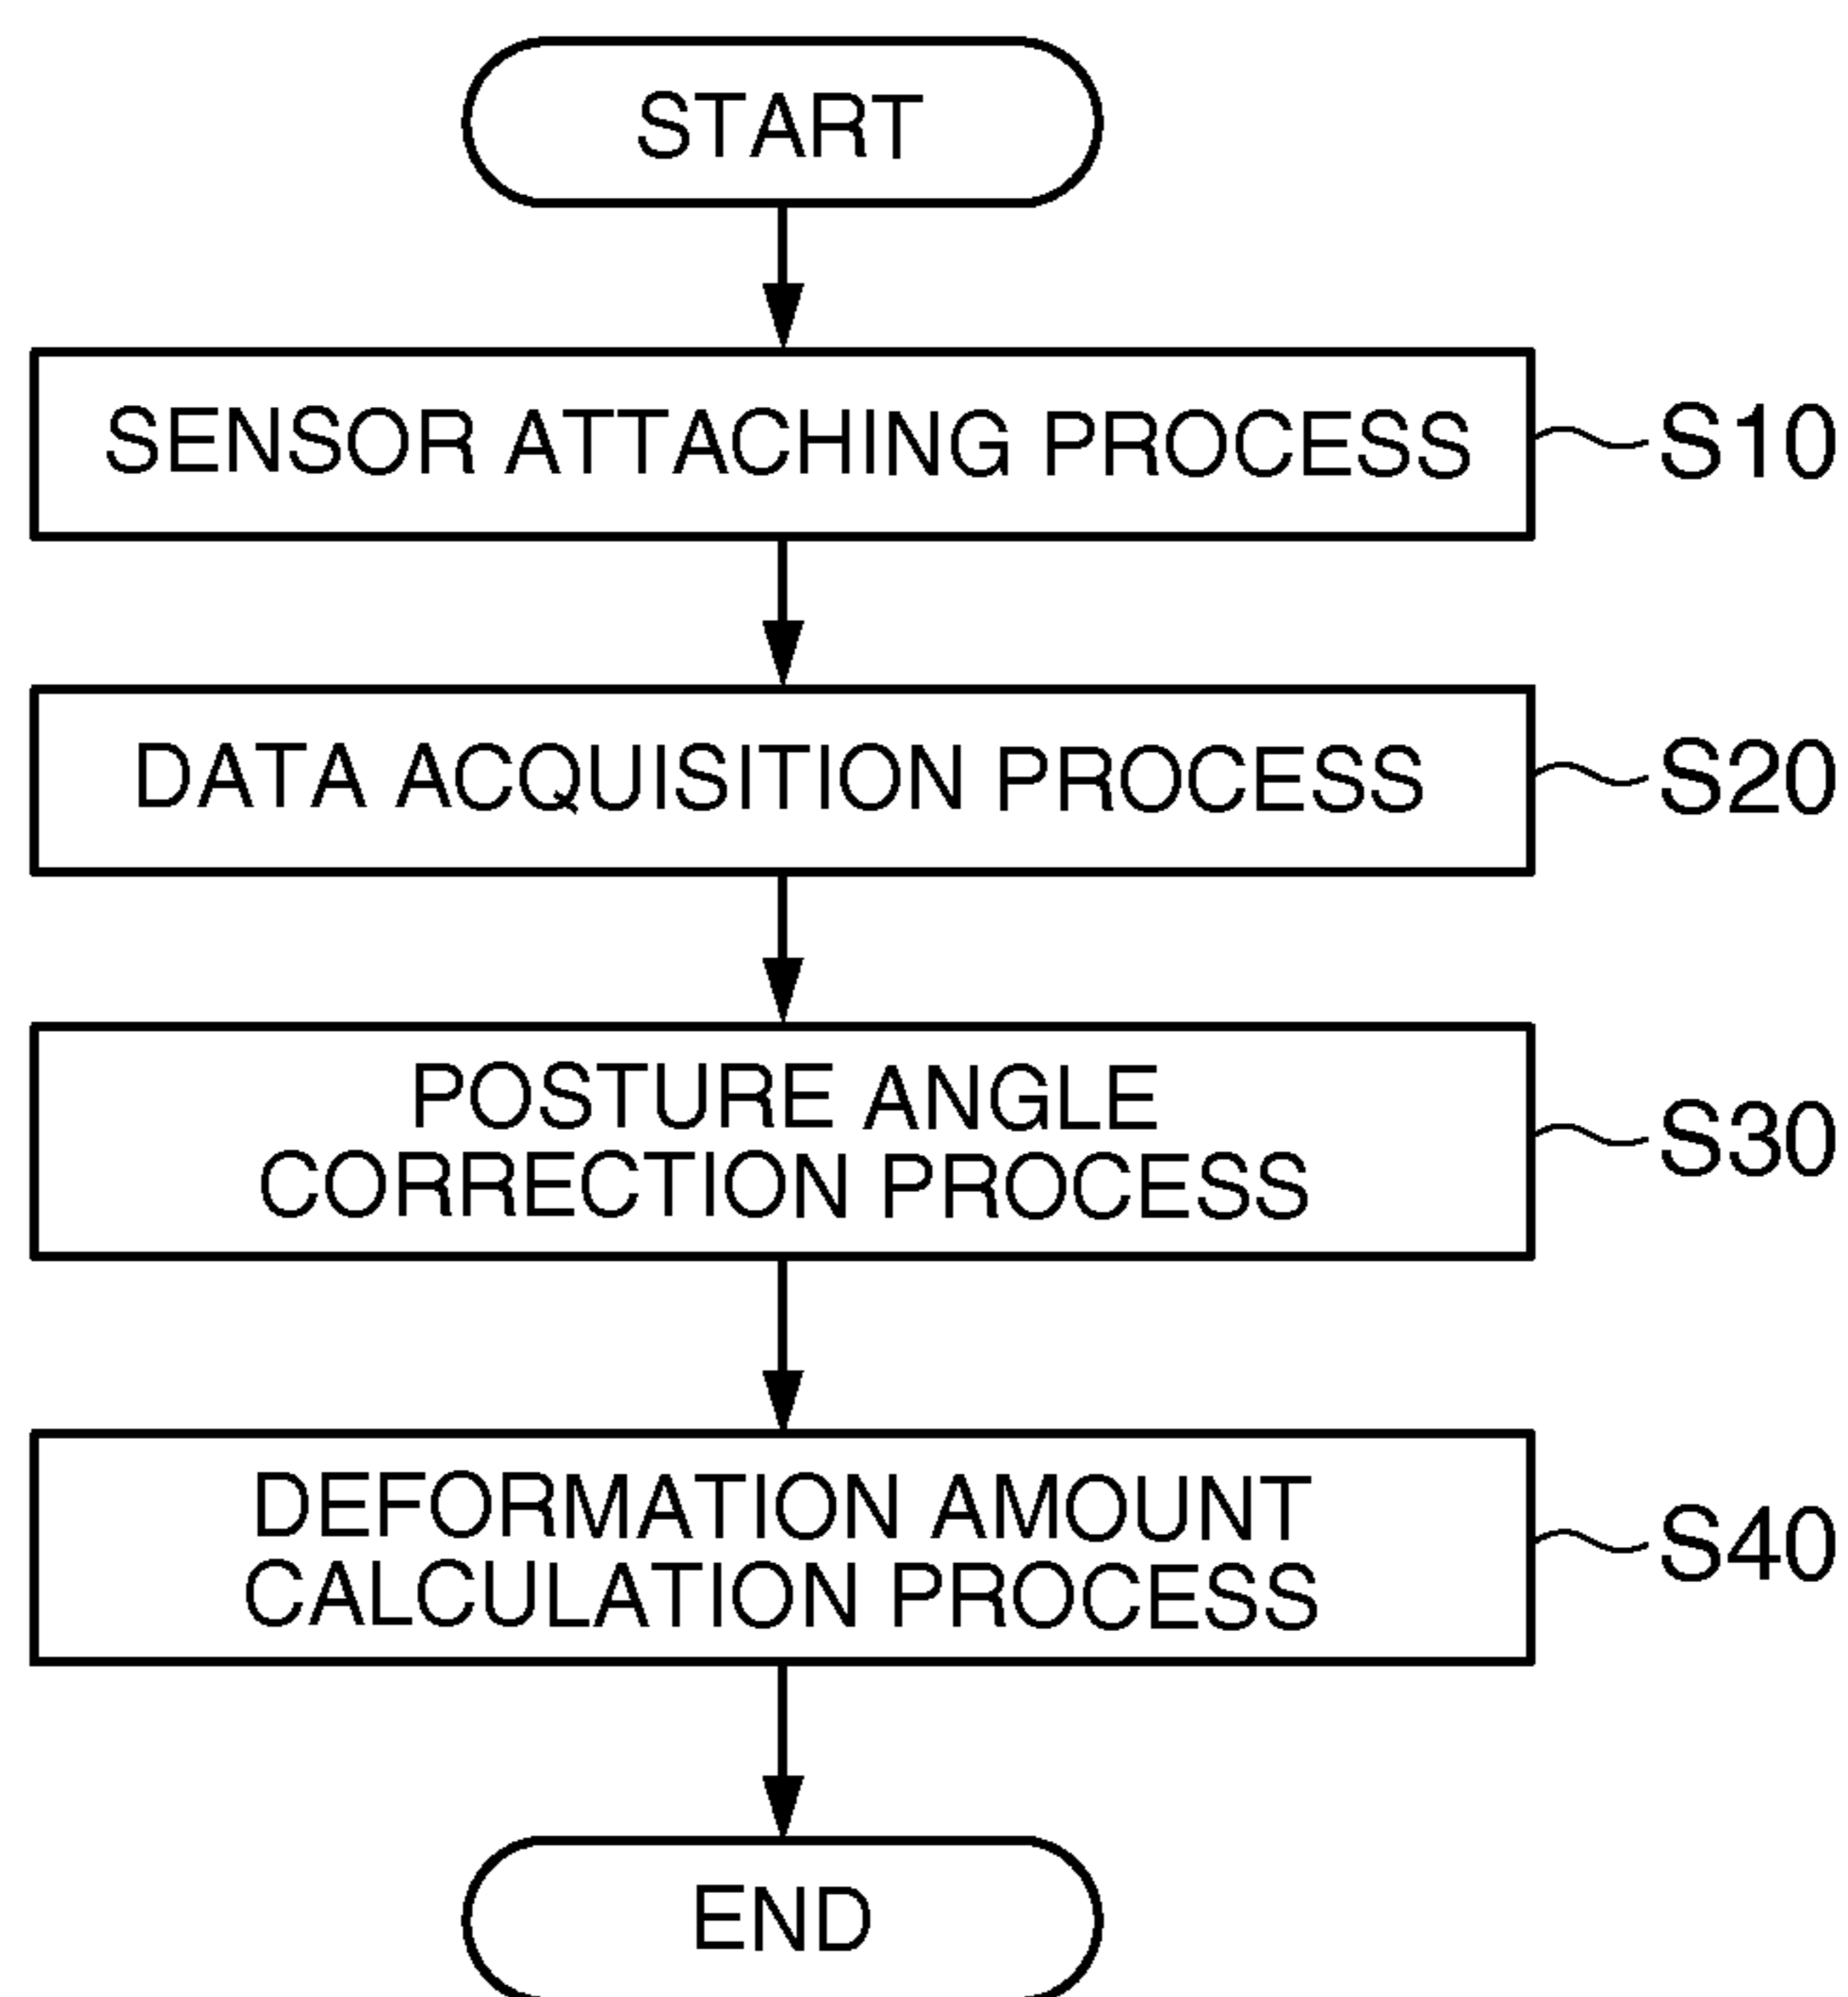 START
SENSOR ATTACHING PROCESS
S10
DATA ACQUISITION PROCESS
S20
POSTURE ANGLE
CORRECTION PROCESS
S30
DEFORMATION AMOUNT
CALCULATION PROCESS
S40
END